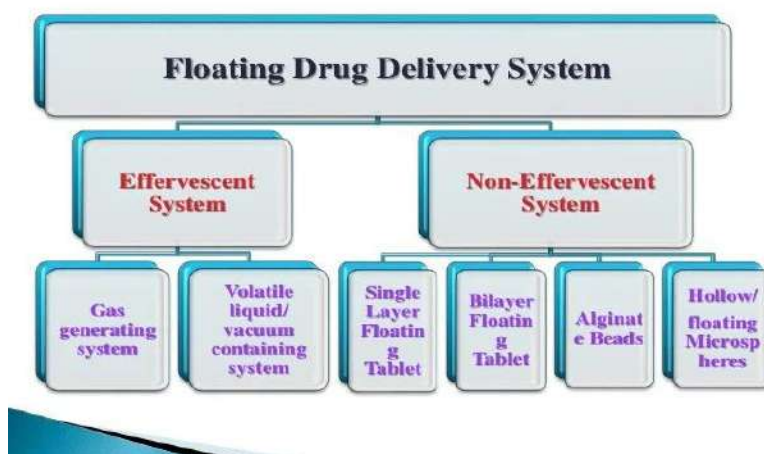 Floating Drug Delivery System
Effervescent
System
Non-Effervescent
System
Gas
generating
system
Volatile
liquid/
vacuum
containing
system
Single
Layer
Floatin
g
Tablet
Bilayer
Floatin
g
Tablet
Alginat
e Beads
Hollow/
floating
Microsp
heres